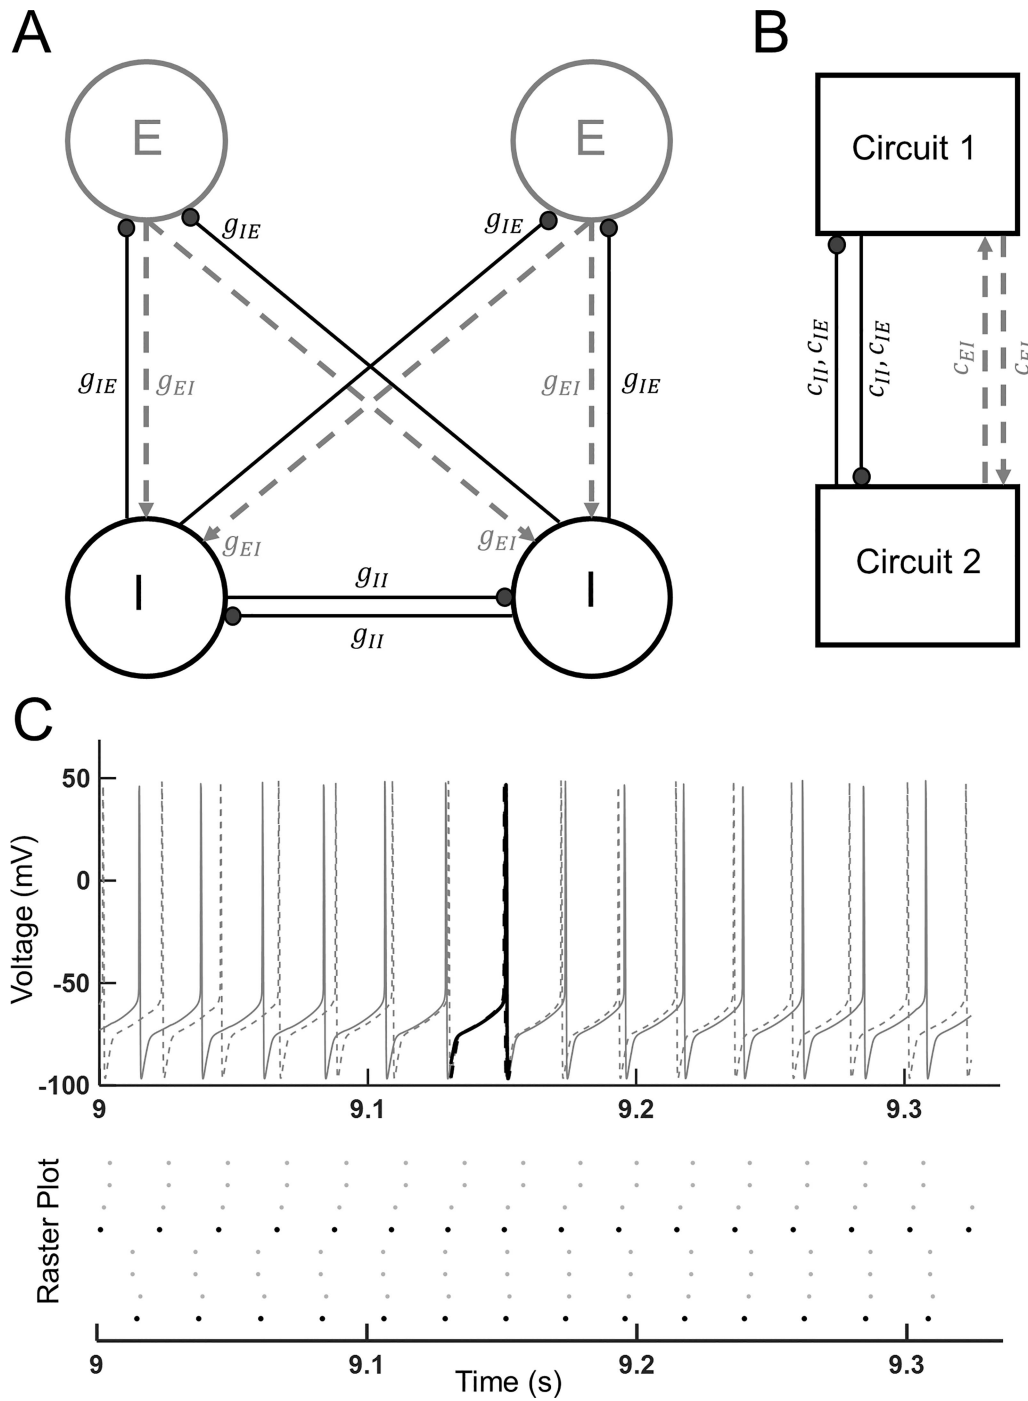 A
B
E
E
Circuit 1
g_IE
g_IE
g_IE
g_EI
g_EI
g_IE
c_II, c_IE
c_II, c_IE
c_EI
c_EI
g_EI
g_EI
I
I
g_II
g_II
Circuit 2
C
Voltage (mV)
50
0
-50
-100
9
9.1
9.2
9.3
Raster Plot
9
9.1
9.2
9.3
Time (s)